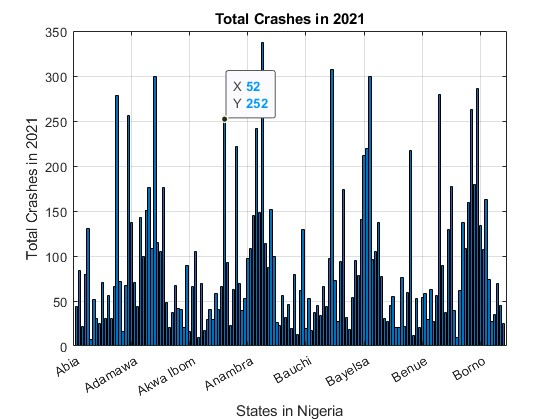 Total Crashes in 2021
Total Crashes in 2021
350
300
250
200
150
100
50
0
X 52
Y 252
Abia
Adamawa
Akwa Ibom
Anambra
Bauchi
Bayelsa
Benue
Borno
States in Nigeria